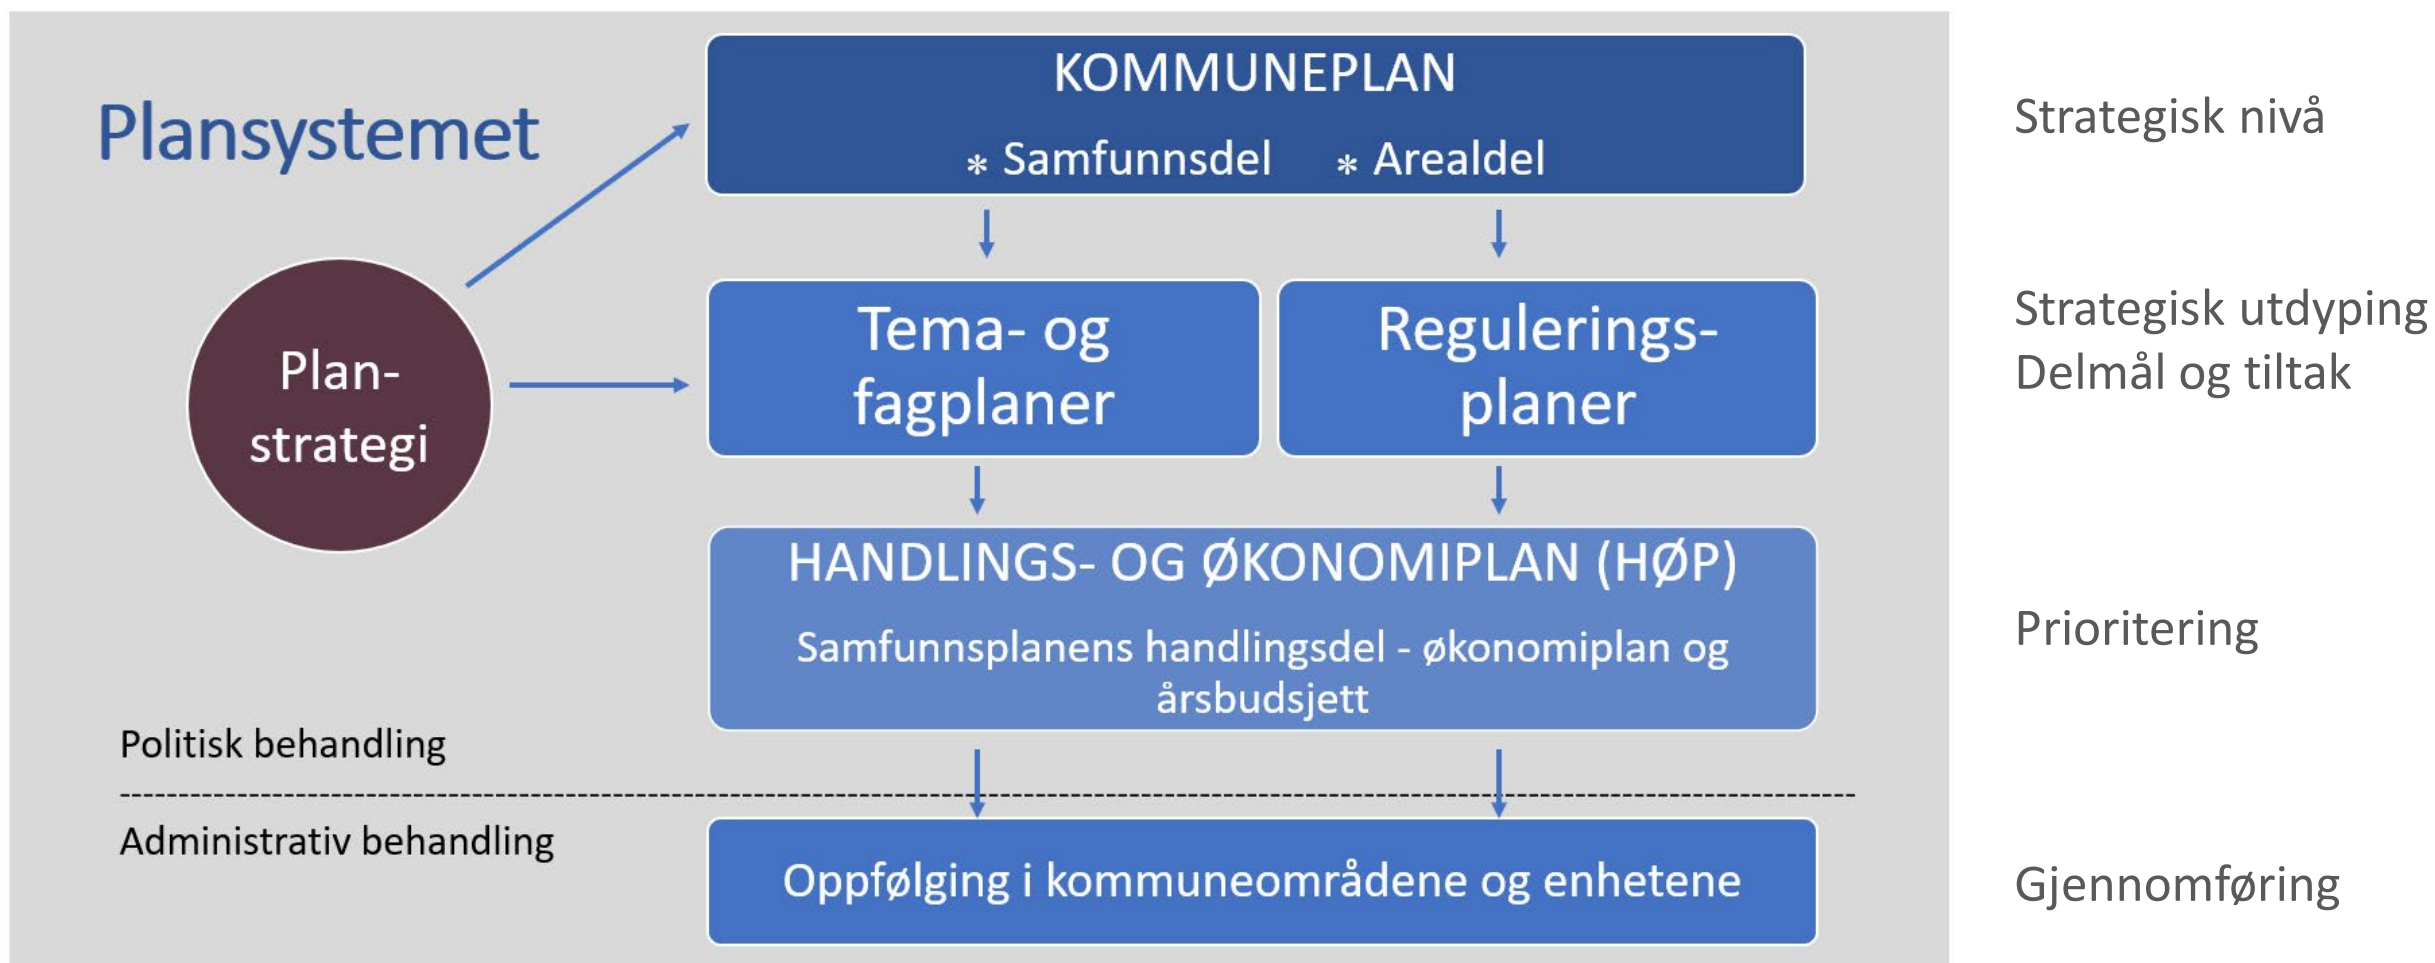 Plansystemet
KOMMUNEPLAN
* Samfunnsdel * Arealdel
Strategisk nivå
Plan-
strategi
Tema- og
fagplaner
Regulerings-
planer
Strategisk utdyping
Delmål og tiltak
HANDLINGS- OG ØKONOMIPLAN (HØP)
Samfunnsplanens handlingsdel - økonomiplan og
årsbudsjett
Prioritering
Politisk behandling
Administrativ behandling
Oppfølging i kommuneområdene og enhetene
Gjennomføring